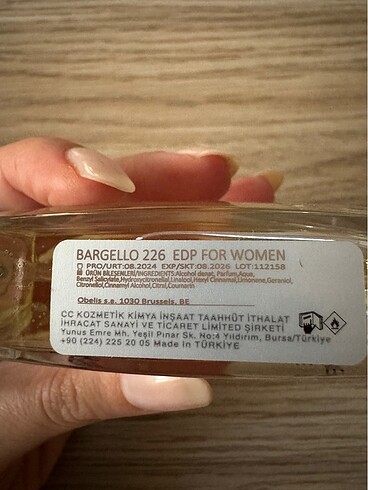 BARGELLO 226 EDP FOR WOMEN
PRO/ÜRT:08.2024 EXP/SKT:08.2026 LOT:112158
ÜRÜN BİLEŞENLERİ/INGREDIENTS:Alcohol denat, Parfum,Aqua,
Benzyl Salicylate,Hydroxycitronellal,Linalool,Hexyl Cinnamal,Limonene,Geraniol,
Citronellol,Cinnamyl Alcohol,Citral,Coumarin
Obelis s.a. 1030 Brussels, BE
CC KOZMETİK KİMYA İNŞAAT TAAHHÜT İTHALAT
İHRACAT SANAYİ VE TİCARET LİMİTED ŞİRKETİ
Yunus Emre Mh. Yeşil Pınar Sk. No:4 Yıldırım, Bursa/Türkiye
+90 (224) 225 20 05 Made in TÜRKİYE